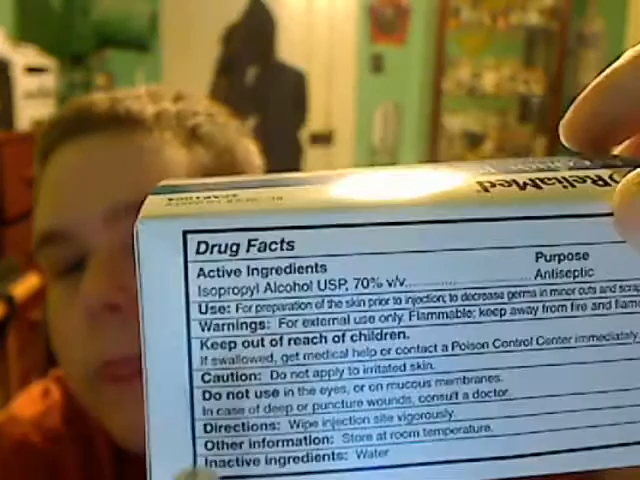 ReliaMed
Drug Facts
Active Ingredients
Purpose
Isopropyl Alcohol USP, 70% v/v
Antiseptic
Use: For preparation of the skin prior to injection; to decrease germs in minor cuts and scrap
Warnings: For external use only. Flammable; keep away from fire and flam
Keep out of reach of children.
If swallowed, get medical help or contact a Poison Control Center immediately.
Caution: Do not apply to irritated skin.
Do not use in the eyes, or on mucous membranes.
In case of deep or puncture wounds, consult a doctor.
Directions: Wipe injection site vigorously
Other information: Store at room temperature.
Inactive ingredients: Water